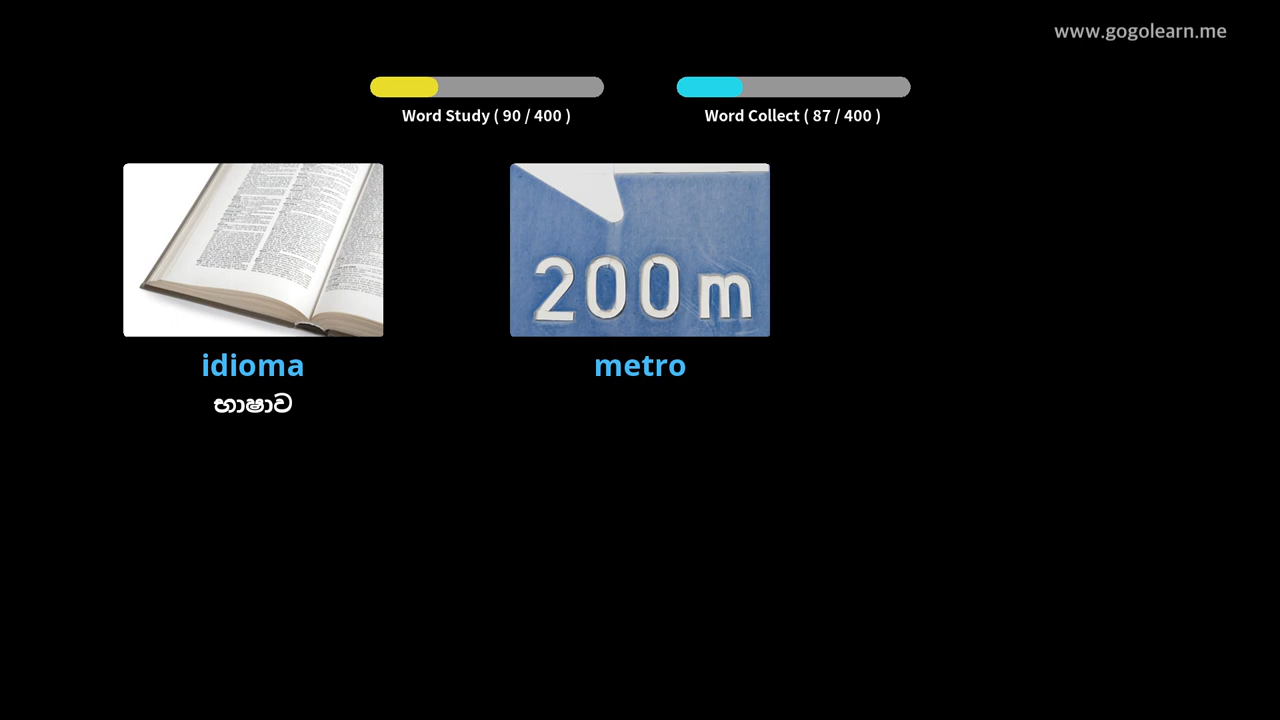 www.gogolearn.me
Word Study ( 90 / 400 )
Word Collect ( 87 / 400 )
200 m
idioma
metro
භාෂාව